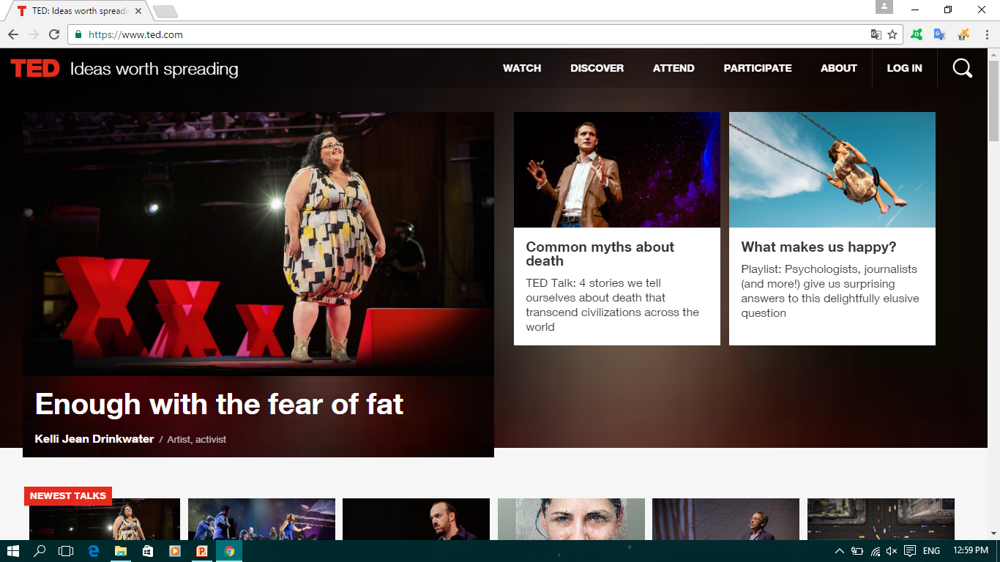 TED: Ideas worth spreadi
https://www.ted.com
TED Ideas worth spreading
WATCH DISCOVER ATTEND PARTICIPATE ABOUT LOG IN
Common myths about
death
TED Talk: 4 stories we tell
ourselves about death that
transcend civilizations across the
world
What makes us happy?
Playlist: Psychologists, journalists
(and more!) give us surprising
answers to this delightfully elusive
question
Enough with the fear of fat
Kelli Jean Drinkwater / Artist, activist
NEWEST TALKS
ENG 12:59 PM